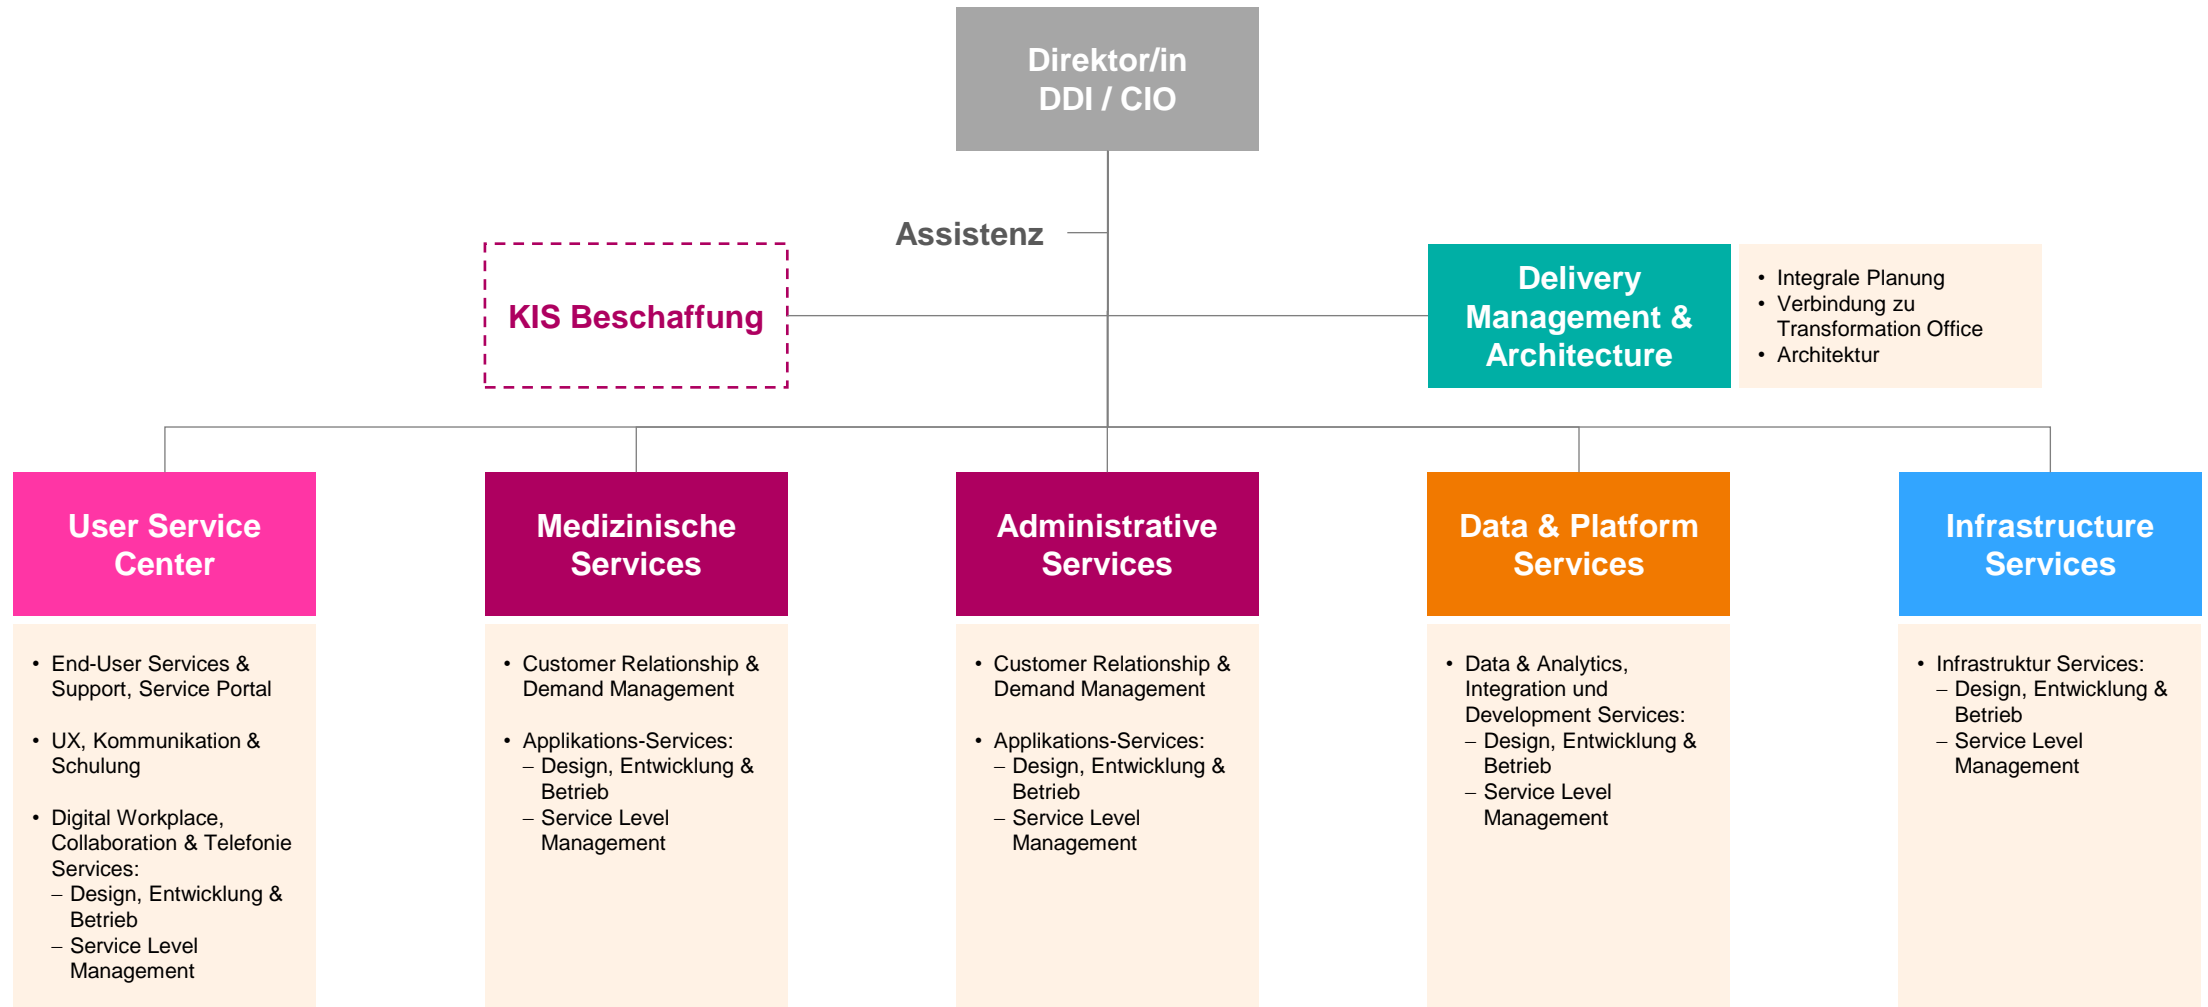 Direktor/in
DDI / CIO
Assistenz
KIS Beschaffung
Delivery
Management &
Architecture
• Integrale Planung
• Verbindung zu
Transformation Office
• Architektur
User Service
Center
Medizinische
Services
Administrative
Services
Data & Platform
Services
Infrastructure
Services
• End-User Services &
Support, Service Portal
• UX, Kommunikation &
Schulung
• Digital Workplace,
Collaboration & Telefonie
Services:
– Design, Entwicklung &
Betrieb
– Service Level
Management
• Customer Relationship &
Demand Management
• Applikations-Services:
– Design, Entwicklung &
Betrieb
– Service Level
Management
• Customer Relationship &
Demand Management
• Applikations-Services:
– Design, Entwicklung &
Betrieb
– Service Level
Management
• Data & Analytics,
Integration und
Development Services:
– Design, Entwicklung &
Betrieb
– Service Level
Management
• Infrastruktur Services:
– Design, Entwicklung &
Betrieb
– Service Level
Management